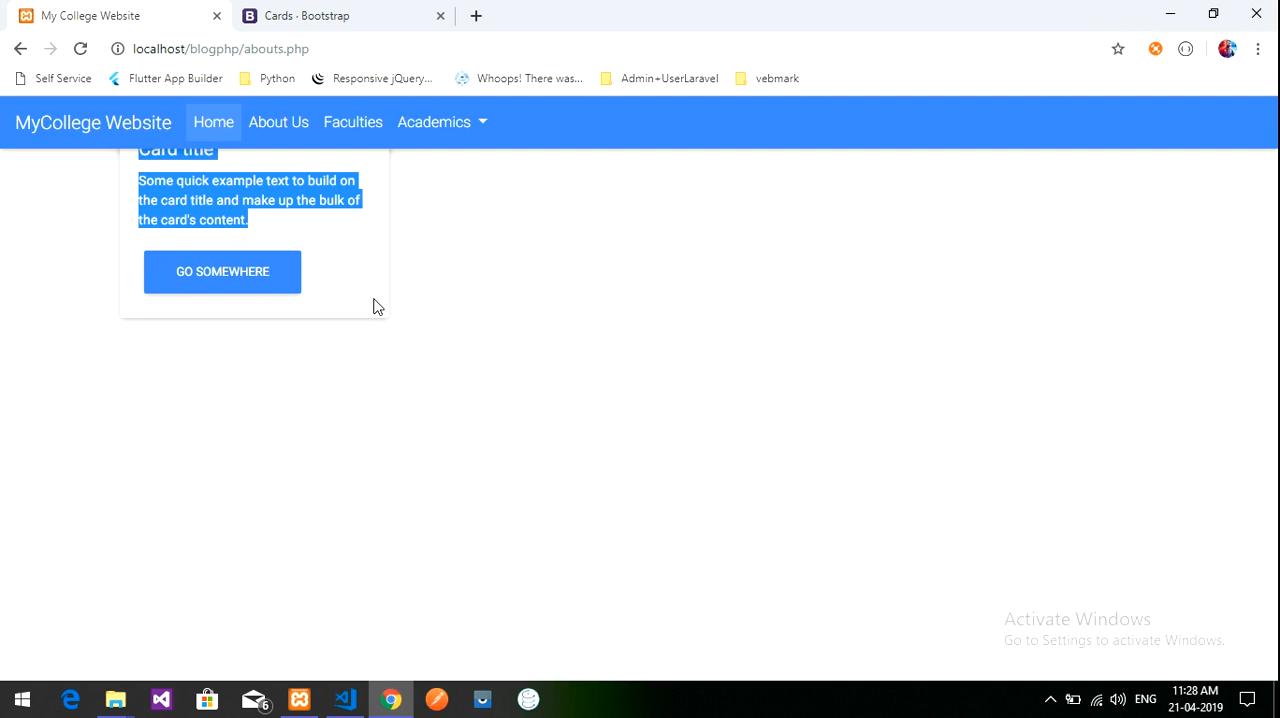 My College Website
Cards · Bootstrap
localhost/blogphp/abouts.php
Self Service
Flutter App Builder
Python
Responsive jQuery...
Whoops! There was...
Admin+UserLaravel
vebmark
MyCollege Website
Home
About Us
Faculties
Academics
Card title
Some quick example text to build on
the card title and make up the bulk of
the card's content.
GO SOMEWHERE
Activate Windows
Go to Settings to activate Windows.
6
ENG
11:28 AM
21-04-2019